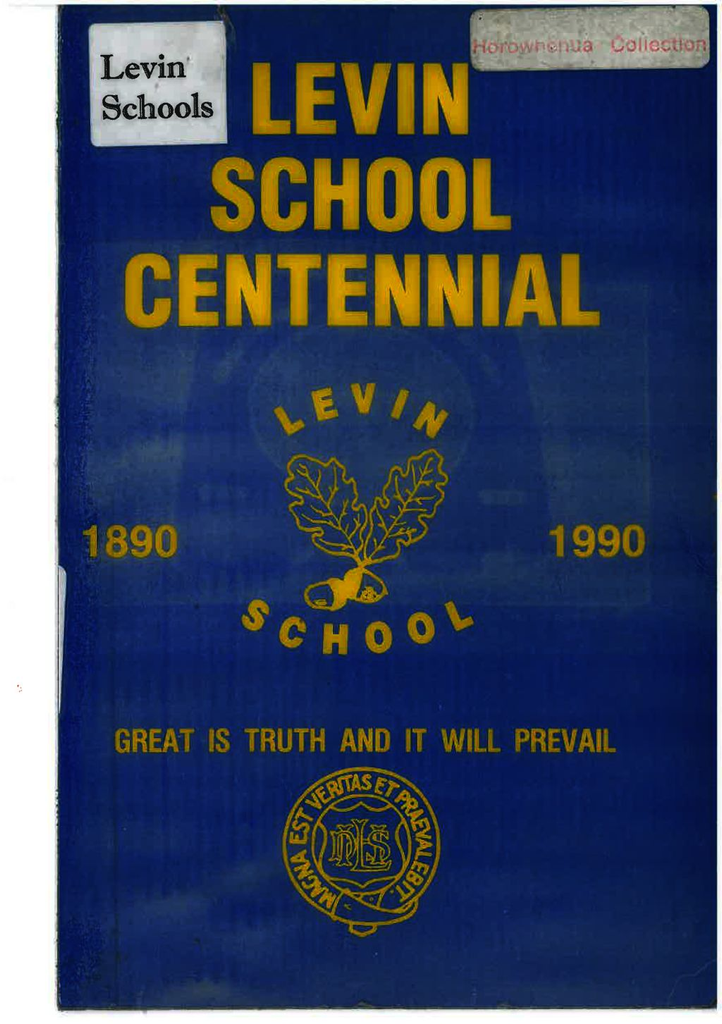 Levin
Schools
Horowhenua Collection
LEVIN
SCHOOL
CENTENNIAL
LEVIN
1890
1990
SCHOOL
GREAT IS TRUTH AND IT WILL PREVAIL
MAGNA EST VERITAS ET PRAEVALEBIT.